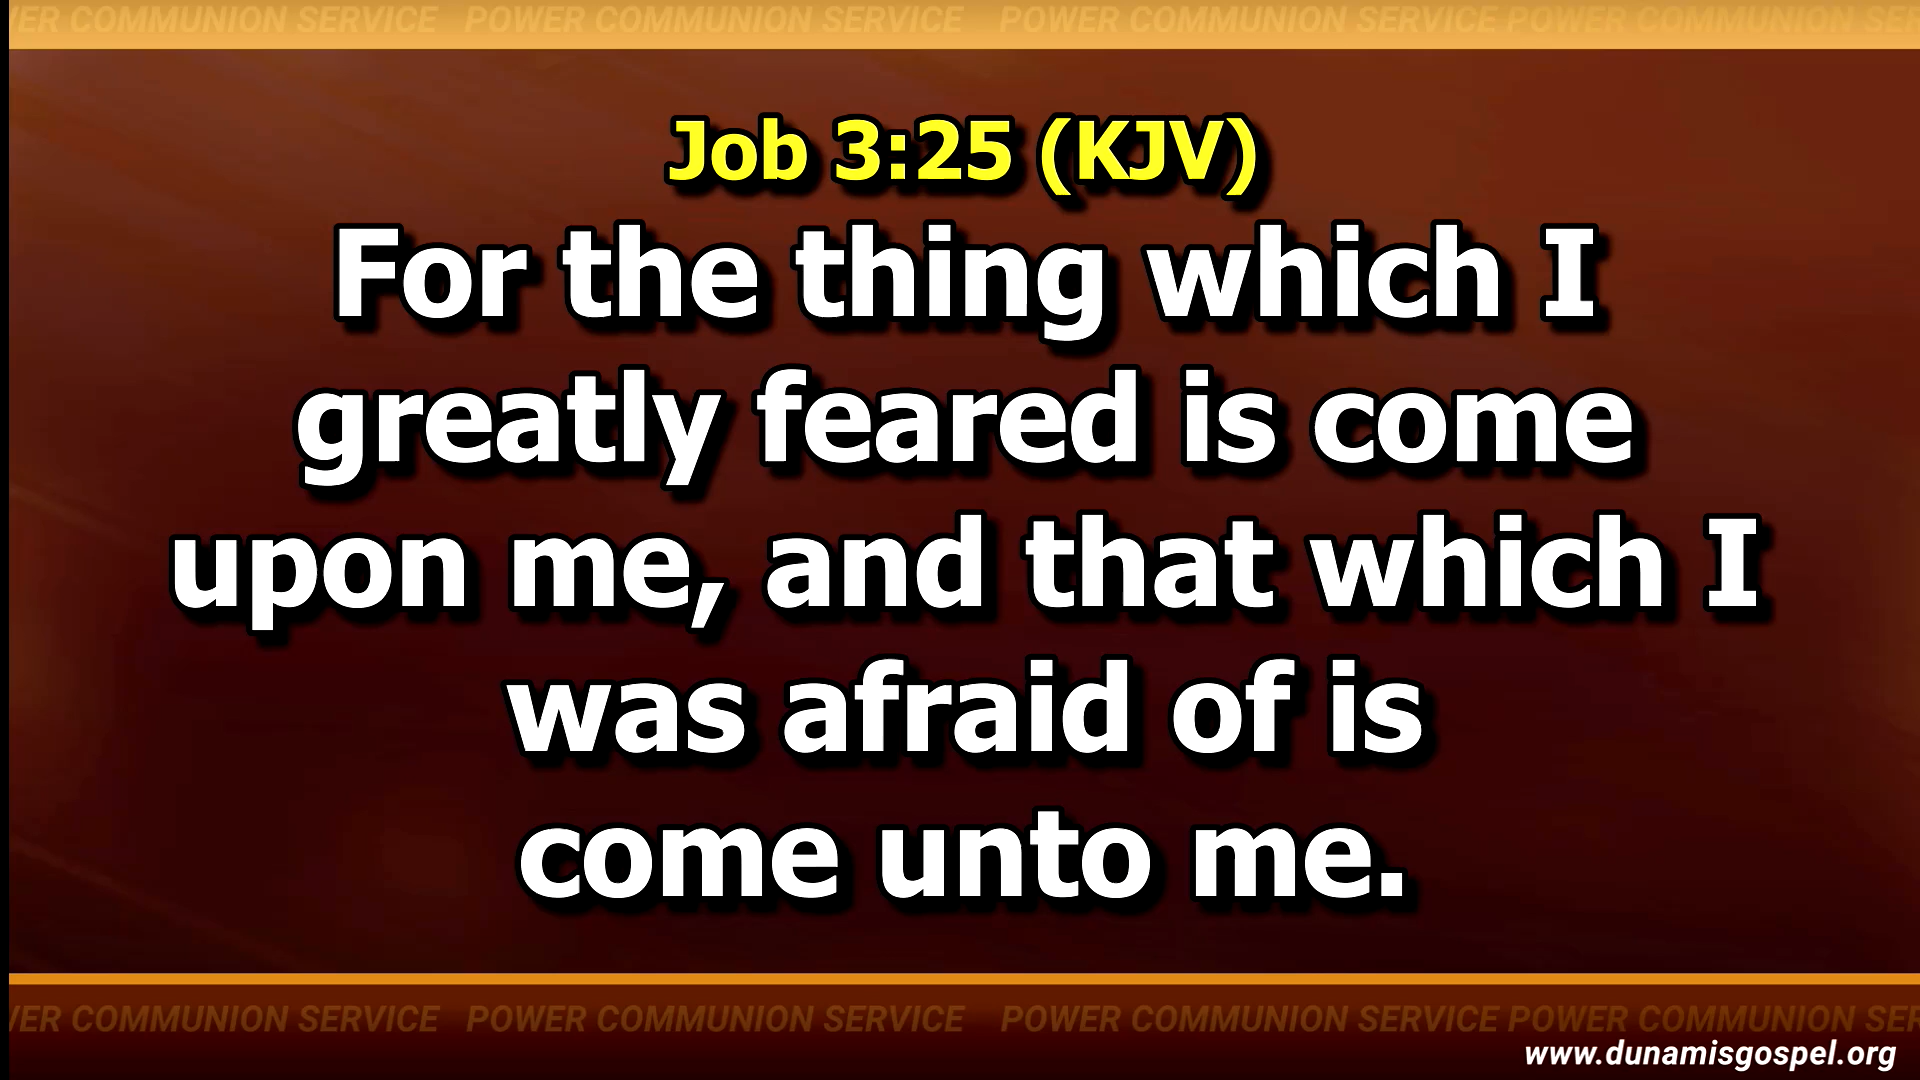 ER COMMUNION SERVICE POWER COMMUNION SERVICE POWER COMMUNION SERVICE POWER COMMUNION SER
Job 3:25 (KJV)
For the thing which I
greatly feared is come
upon me, and that which I
was afraid of is
come unto me.
ER COMMUNION SERVICE POWER COMMUNION SERVICE POWER COMMUNION SERVICE POWER COMMUNION SER
www.dunamisgospel.org